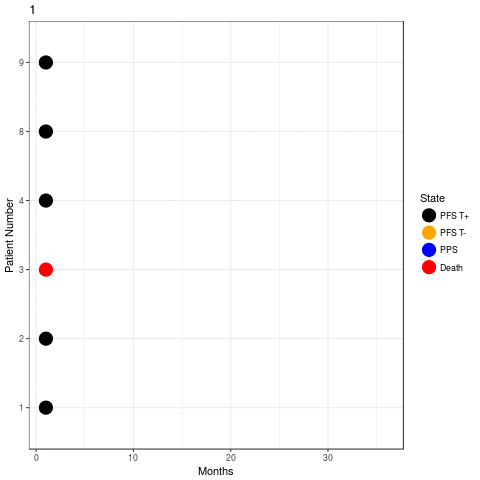 1
9
8
4
3
2
1
Patient Number
0 10 20 30
Months
State
PFS T+
PFS T-
PPS
Death